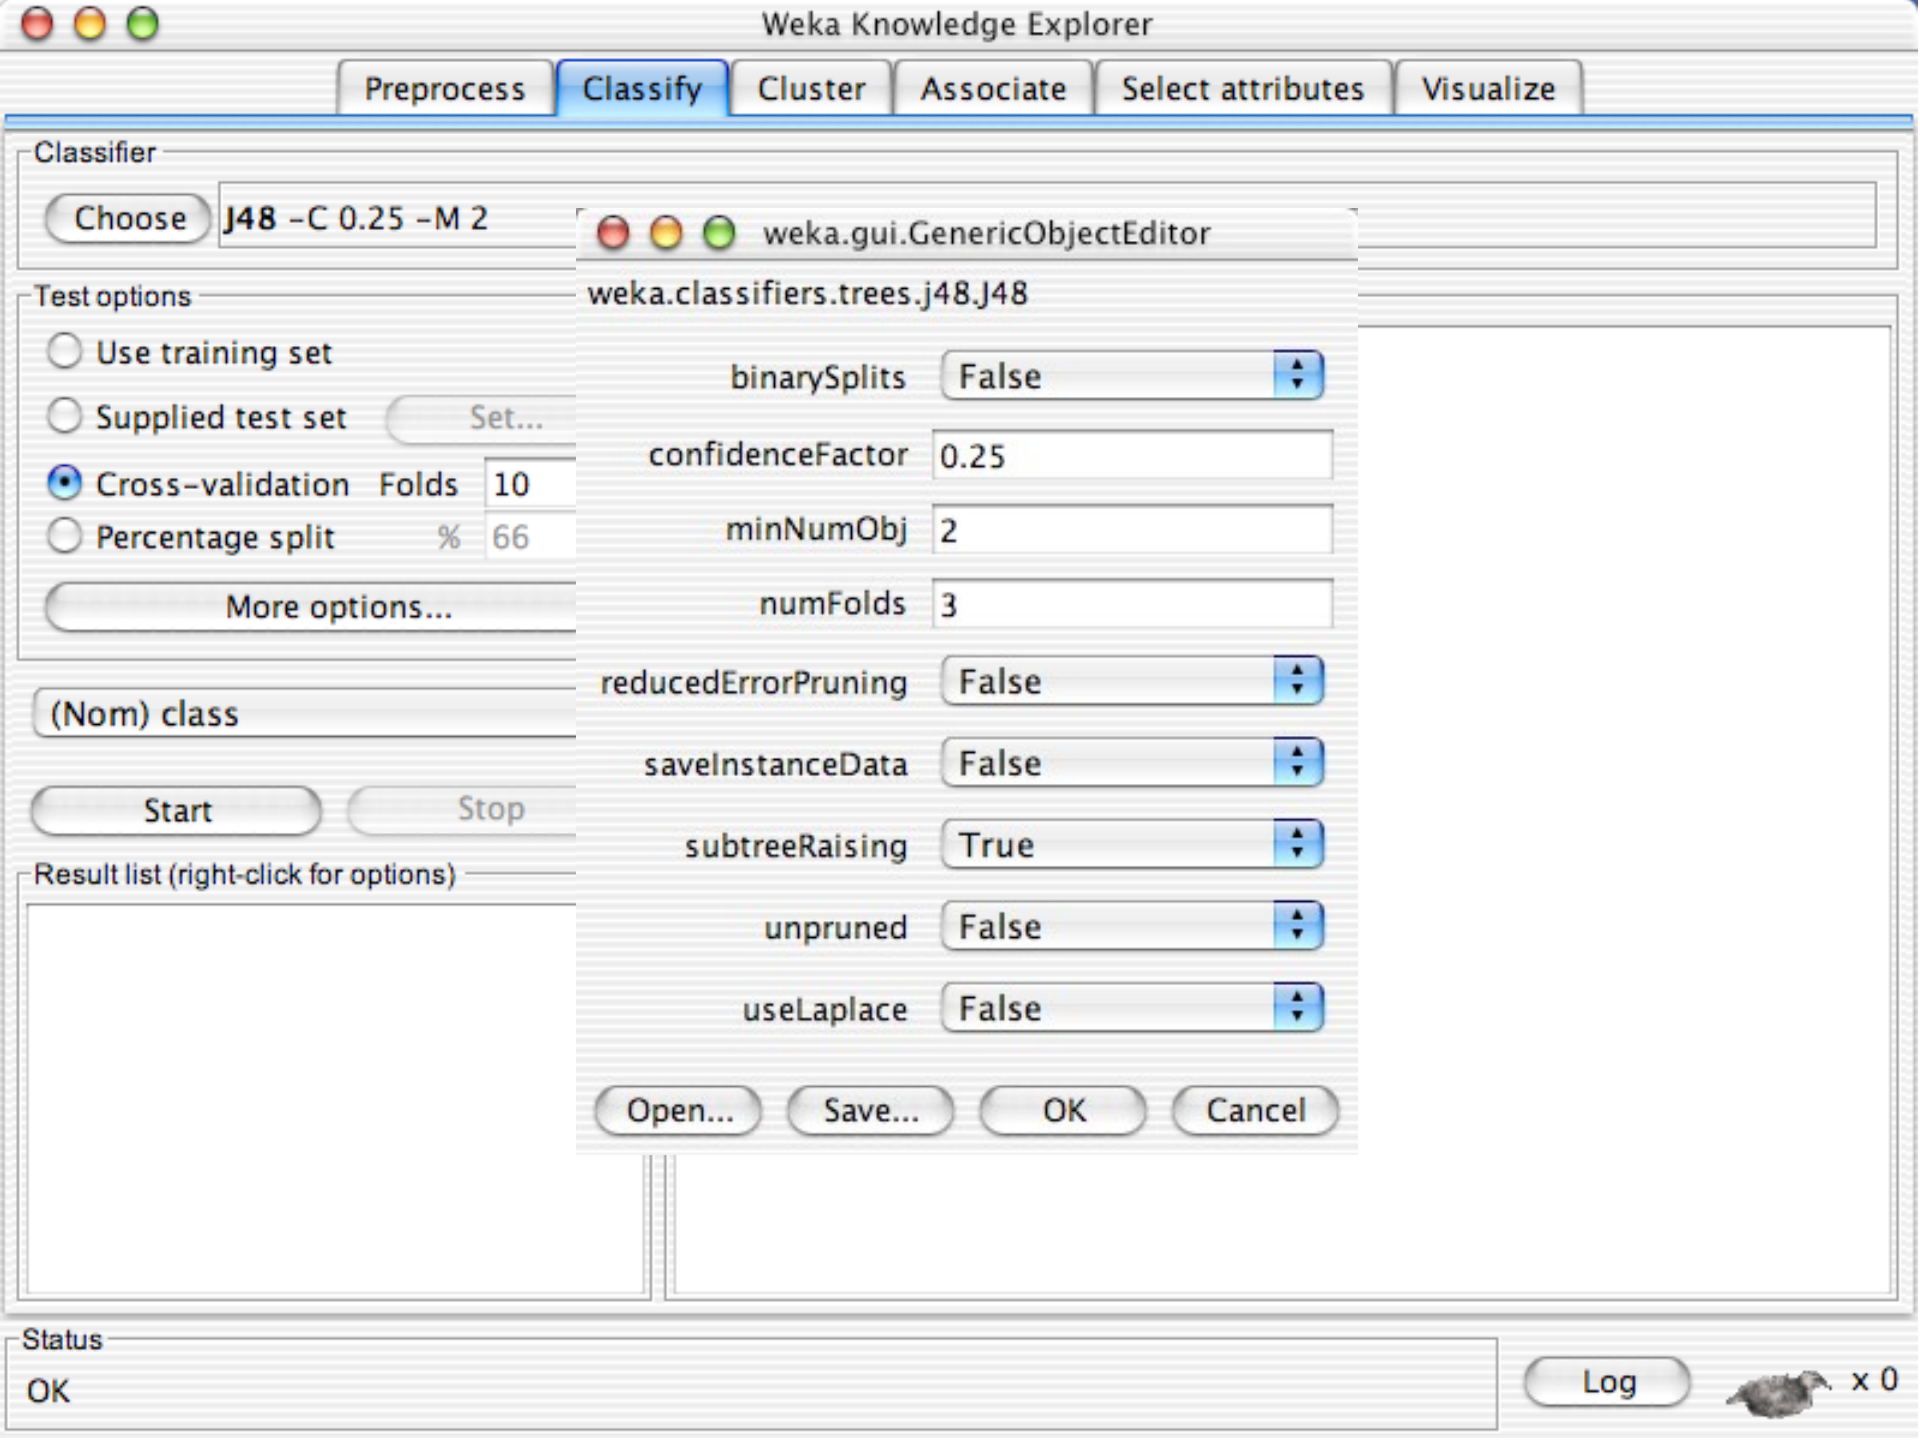 Weka Knowledge Explorer
Preprocess Classify Cluster Associate Select attributes Visualize
Classifier
Choose J48 -C 0.25 -M 2
Test options
Use training set
Supplied test set Set...
Cross-validation Folds 10
Percentage split % 66
More options...
(Nom) class
Start Stop
Result list (right-click for options)
weka.gui.GenericObjectEditor
weka.classifiers.trees.j48.J48
binarySplits False
confidenceFactor 0.25
minNumObj 2
numFolds 3
reducedErrorPruning False
saveInstanceData False
subtreeRaising True
unpruned False
useLaplace False
Open... Save... OK Cancel
Status
OK
Log x 0